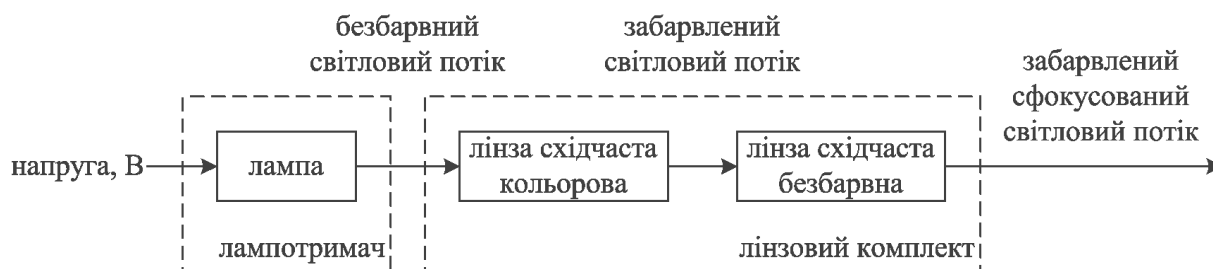 безбарвний
світловий потік
забарвлений
світловий потік
забарвлений
сфокусований
світловий потік
напруга, В
лампа
лінза східчаста
кольорова
лінза східчаста
безбарвна
лампотримач
лінзовий комплект